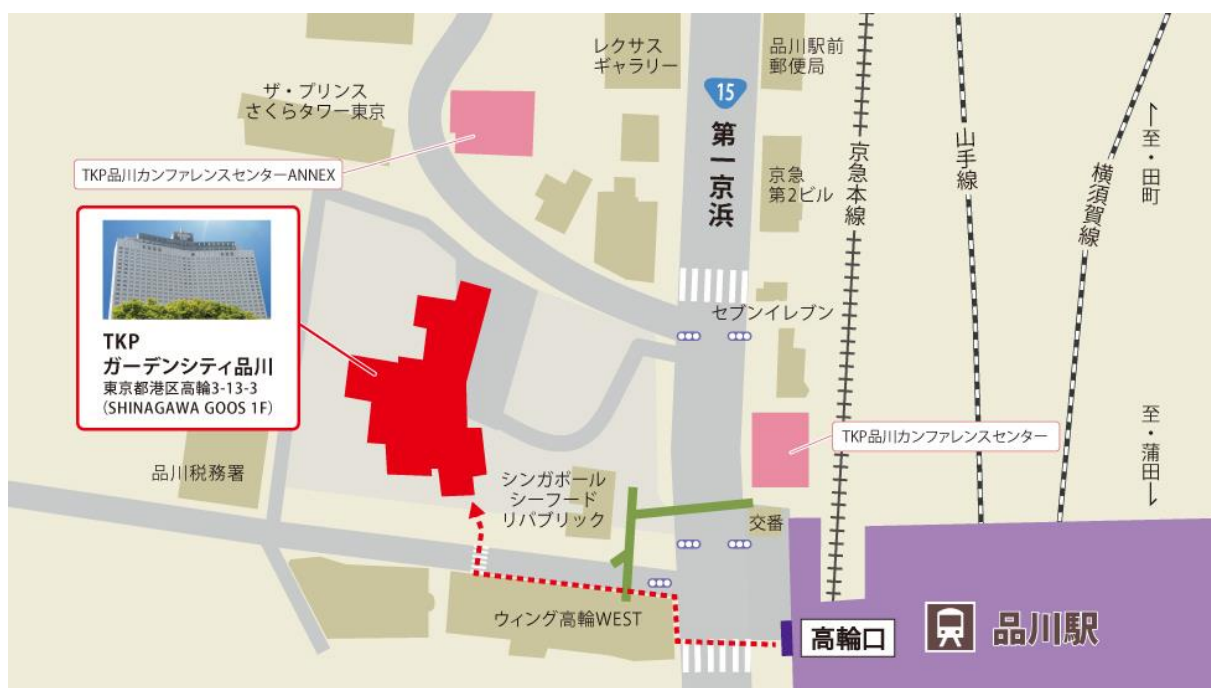 レクサス
ギャラリー
品川駅前
郵便局
ザ・プリンス
さくらタワー東京
15
第一京浜
TKP品川カンファレンスセンターANNEX
京急
第2ビル
京急本線
山手線
横須賀線
↑至・田町
TKP
ガーデンシティ品川
東京都港区高輪3-13-3
(SHINAGAWA GOOS 1F)
セブンイレブン
TKP品川カンファレンスセンター
至・蒲田↓
品川税務署
シンガポール
シーフード
リパブリック
交番
ウィング高輪WEST
高輪口
品川駅